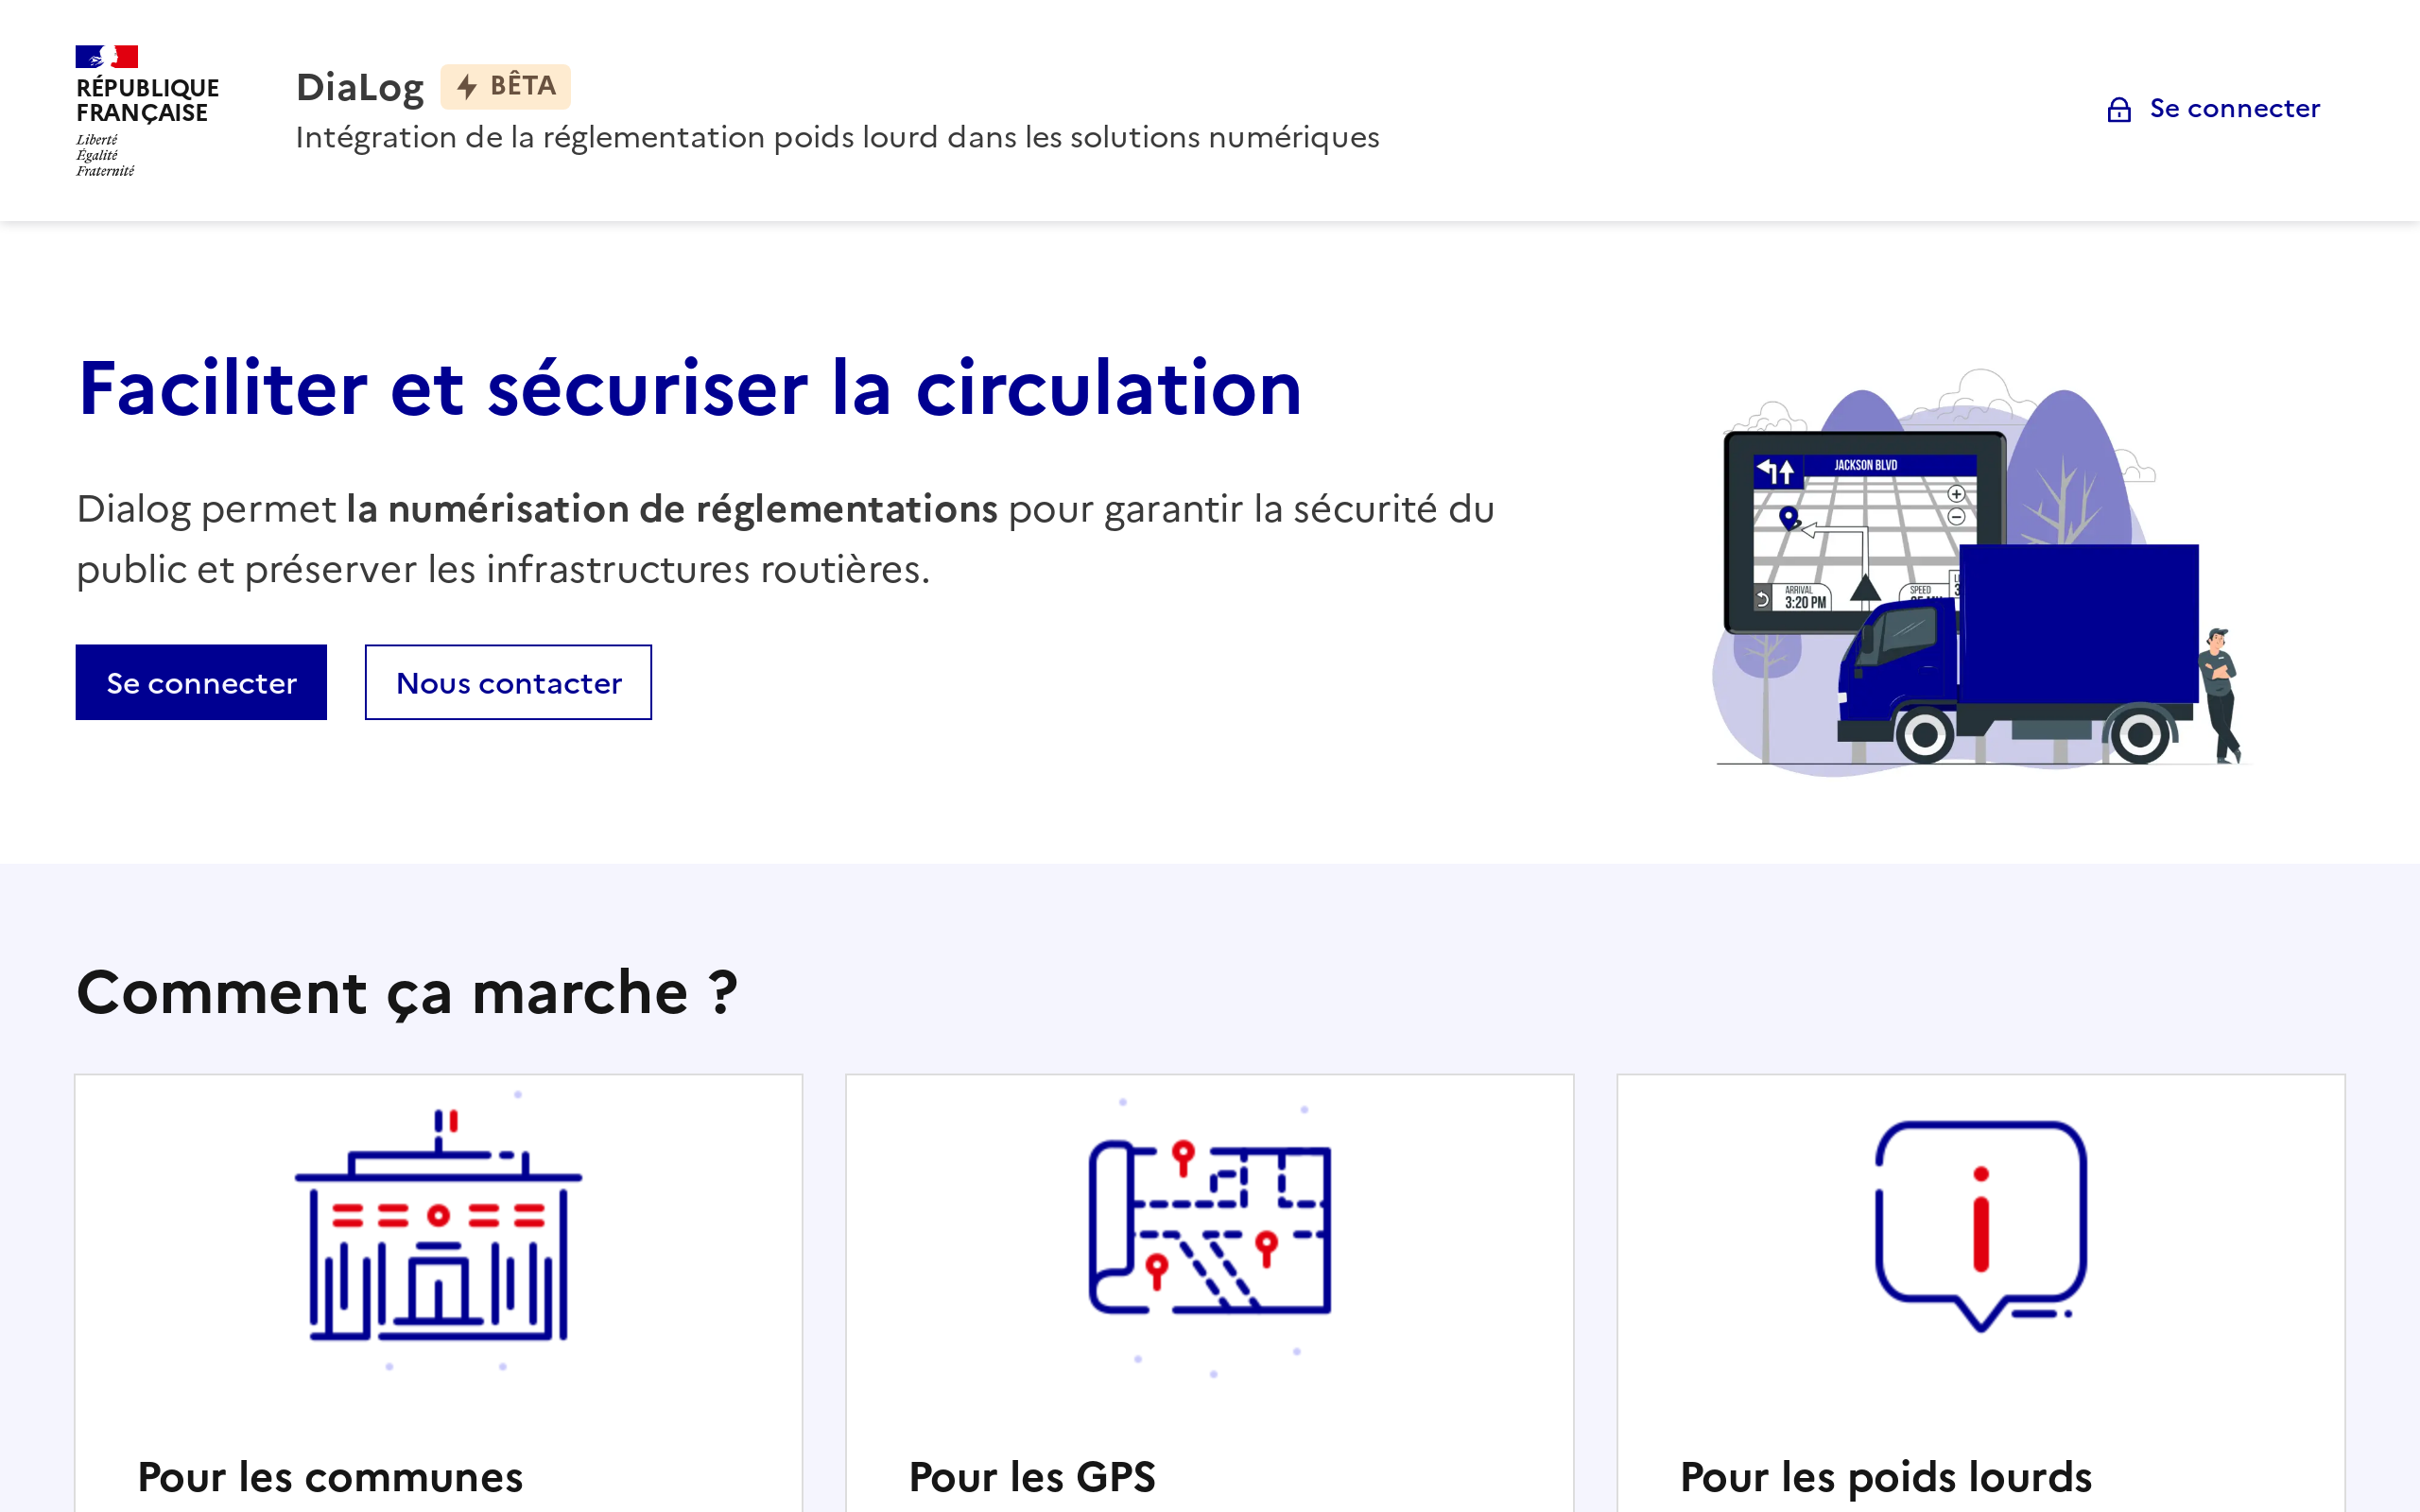 RÉPUBLIQUE
FRANÇAISE
Liberté
Égalité
Fraternité
DiaLog BÊTA
Intégration de la réglementation poids lourd dans les solutions numériques
Se connecter
Faciliter et sécuriser la circulation
Dialog permet la numérisation de réglementations pour garantir la sécurité du
public et préserver les infrastructures routières.
Se connecter
Nous contacter
JACKSON BLVD
ARRIVAL
3:20 PM
SPEED
Comment ça marche ?
Pour les communes
Pour les GPS
Pour les poids lourds